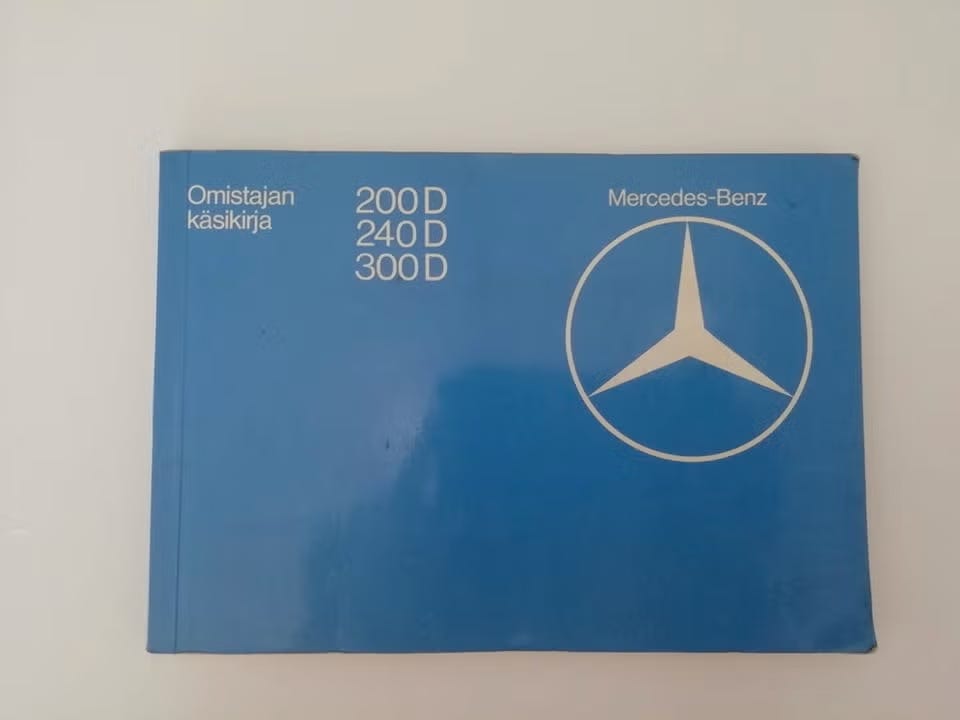 Omistajan
käsikirja
200 D
240 D
300 D
Mercedes-Benz